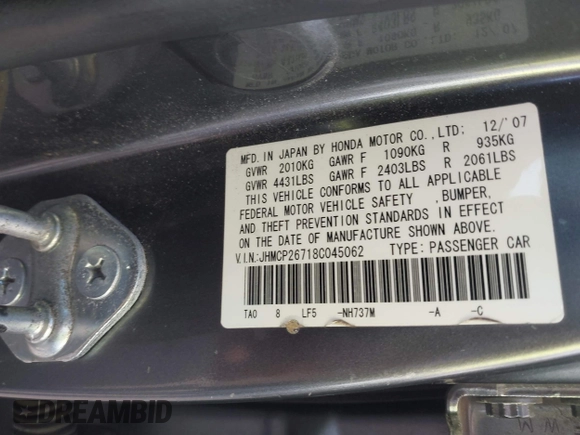 MFD. IN JAPAN BY HONDA MOTOR CO.,LTD: 12/'07
GVWR 2010KG GAWR F 1090KG R 935KG
GVWR 4431LBS GAWR F 2403LBS R 2061LBS
THIS VEHICLE CONFORMS TO ALL APPLICABLE
FEDERAL MOTOR VEHICLE SAFETY ,BUMPER,
AND THEFT PREVENTION STANDARDS IN EFFECT
ON THE DATE OF MANUFACTURE SHOWN ABOVE.
V.I.N.:JHMCP26718C045062 TYPE: PASSENGER CAR
TA0 8 LF5 -NH737M -A -C
DREAMBID